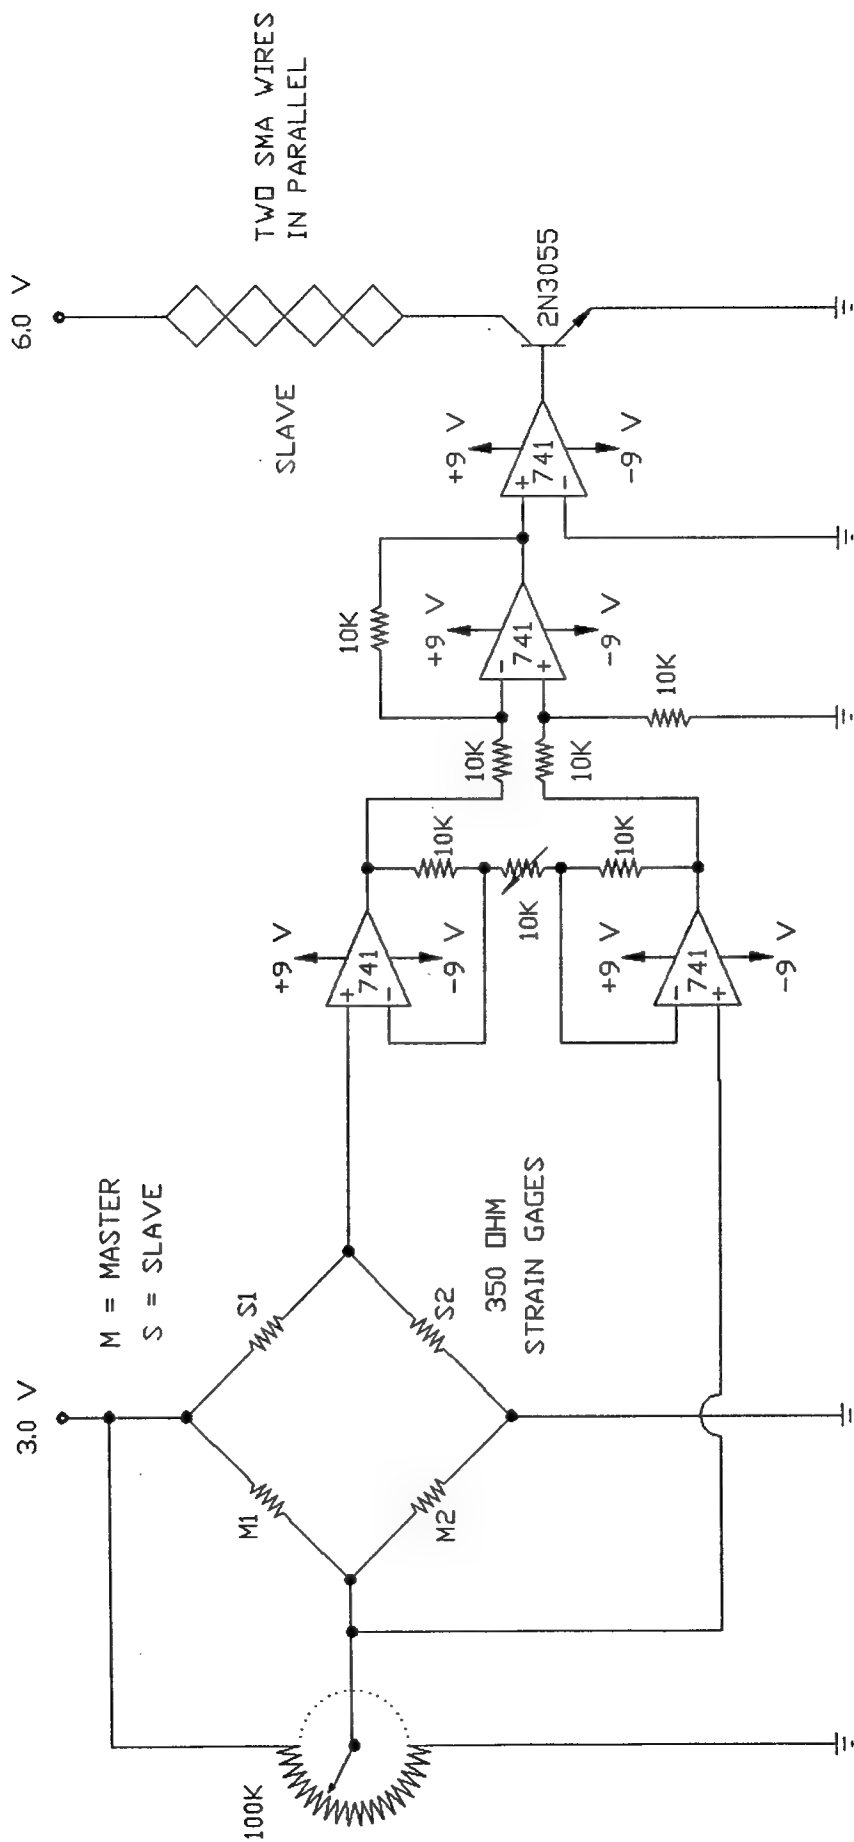 6.0 V
TWO SMA WIRES
IN PARALLEL
SLAVE
2N3055
+9 V
+
741
-
-9 V
10K
+9 V
-
741
+
-9 V
10K
10K
10K
10K
10K
10K
+9 V
+
741
-
-9 V
+9 V
-
741
+
-9 V
M = MASTER
S = SLAVE
3.0 V
S1
S2
350 OHM
STRAIN GAGES
M1
M2
100K